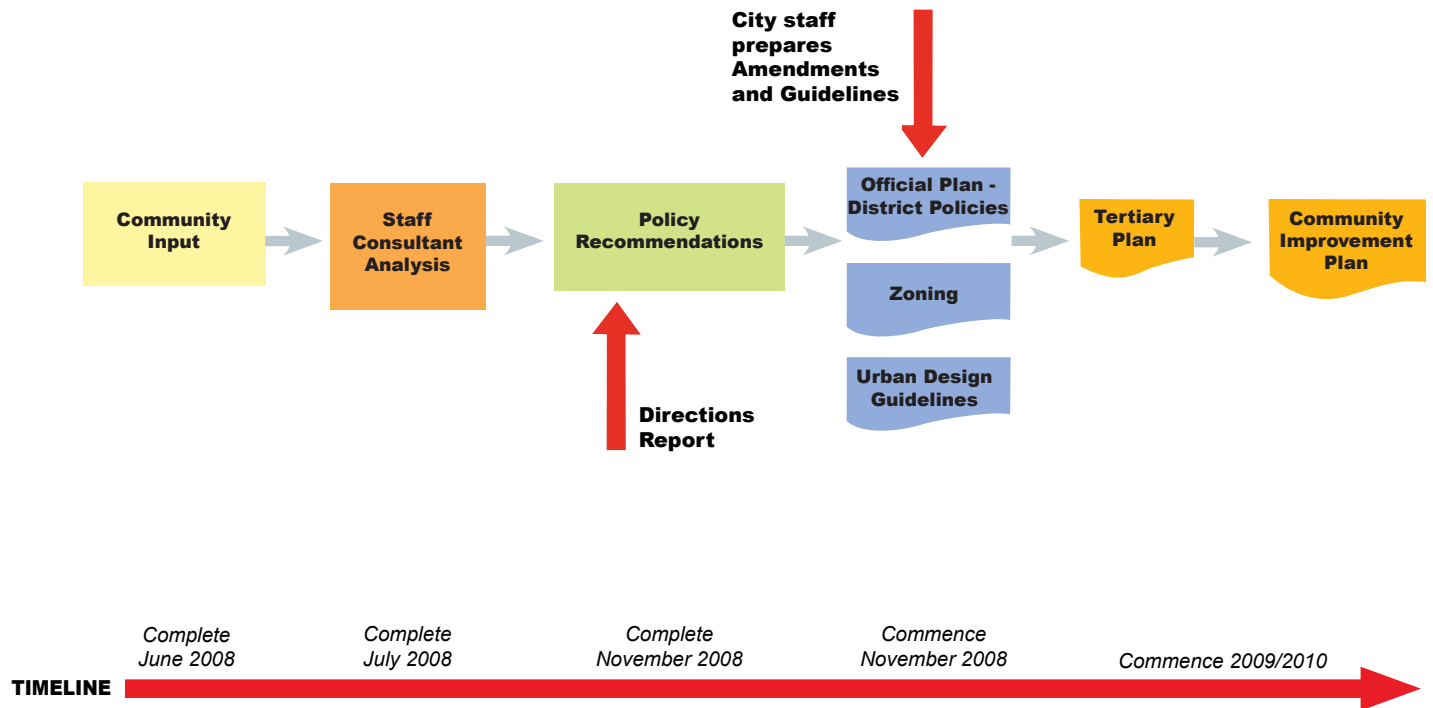 City staff
prepares
Amendments
and Guidelines
Community
Input
Staff
Consultant
Analysis
Policy
Recommendations
Official Plan -
District Policies
Zoning
Urban Design
Guidelines
Tertiary
Plan
Community
Improvement
Plan
Directions
Report
Complete
June 2008
Complete
July 2008
Complete
November 2008
Commence
November 2008
Commence 2009/2010
TIMELINE